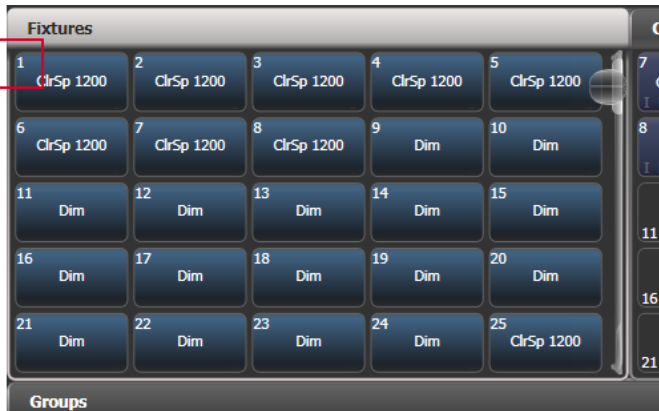 Fixtures
1 ClrSp 1200 2 ClrSp 1200 3 ClrSp 1200 4 ClrSp 1200 5 ClrSp 1200 7
I
6 ClrSp 1200 7 ClrSp 1200 8 ClrSp 1200 9 Dim 10 Dim 8
I
11 Dim 12 Dim 13 Dim 14 Dim 15 Dim 11
16 Dim 17 Dim 18 Dim 19 Dim 20 Dim 16
21 Dim 22 Dim 23 Dim 24 Dim 25 ClrSp 1200 21
Groups